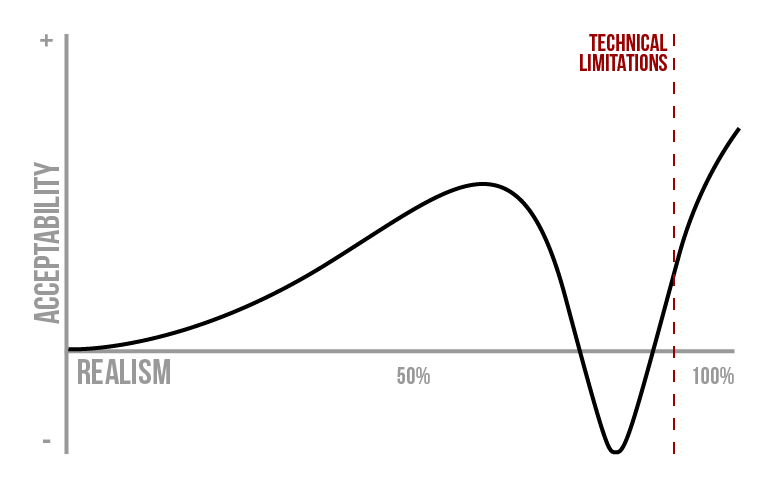 +
TECHNICAL
LIMITATIONS
ACCEPTABILITY
REALISM
50%
100%
-